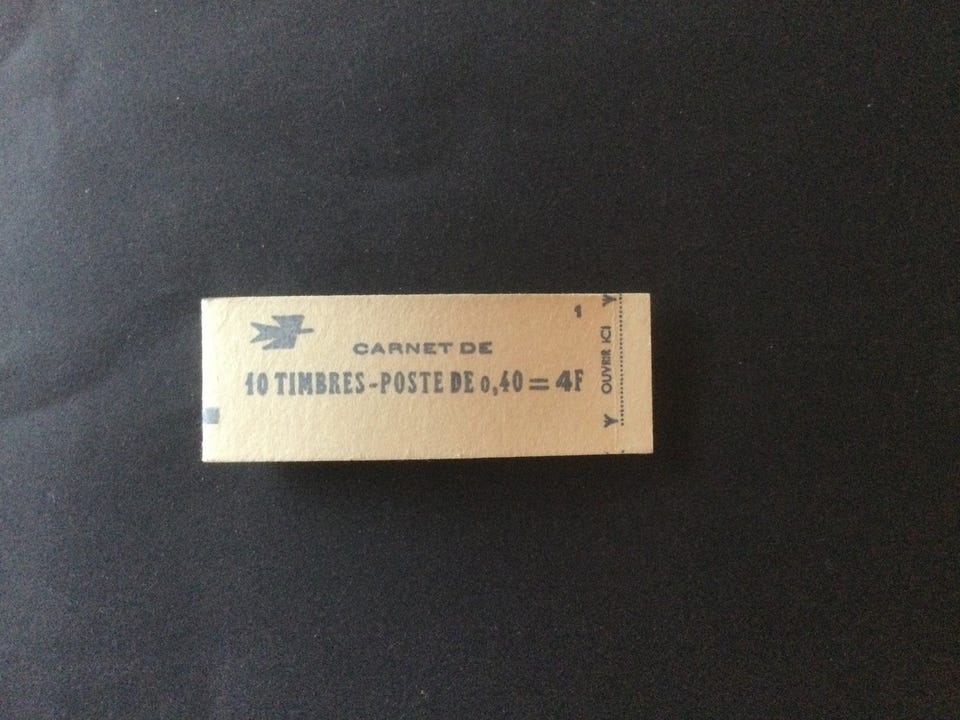 1
CARNET DE
10 TIMBRES-POSTE DE 0,40 = 4F
OUVRIR ICI